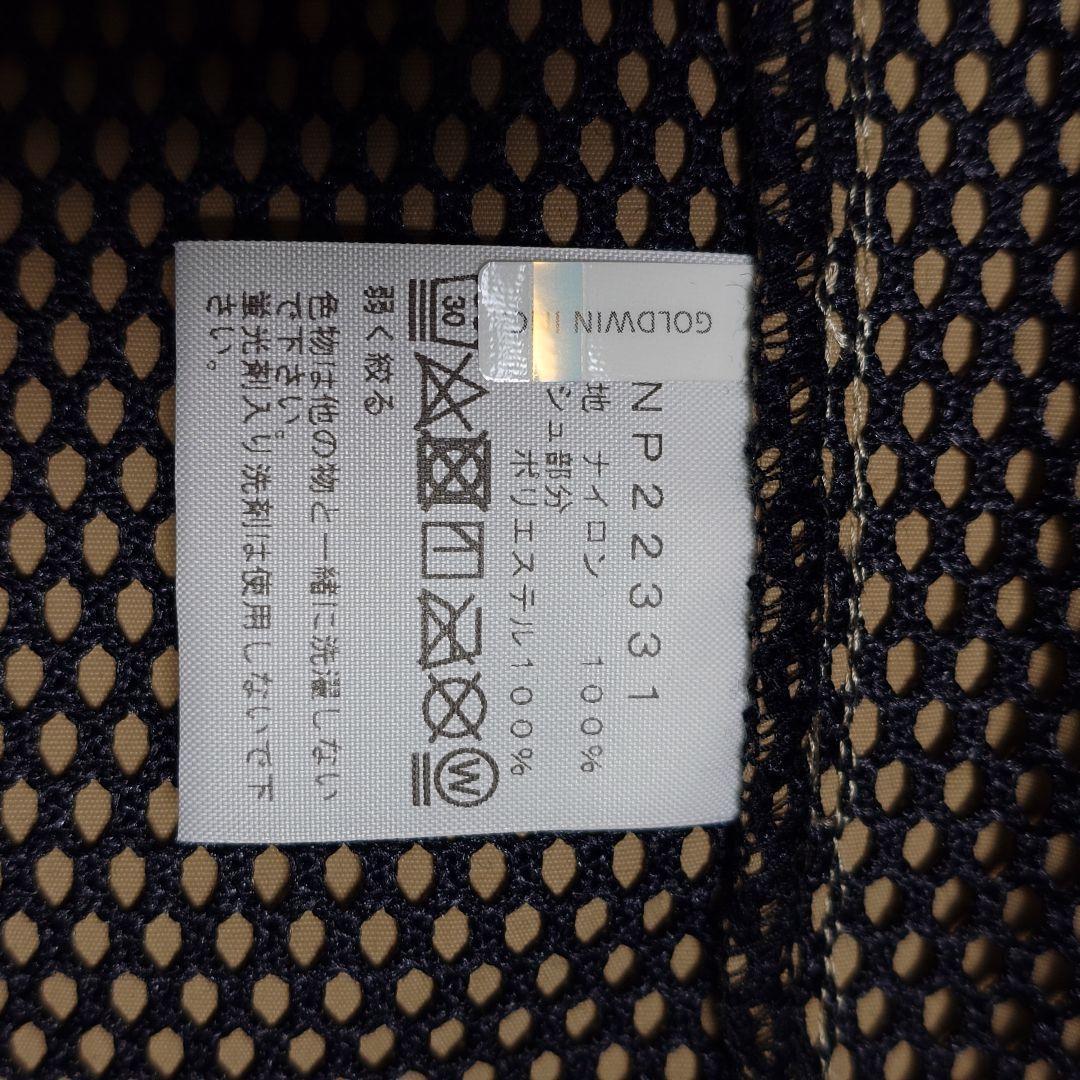 GOLDWIN INC
NP22331
地 ナイロン 100%
シュ部分
ポリエステル100%
30
W
弱く絞る
色物は他の物と一緒に洗濯しない
で下さい。
蛍光剤入り洗剤は使用しないで下
さい。